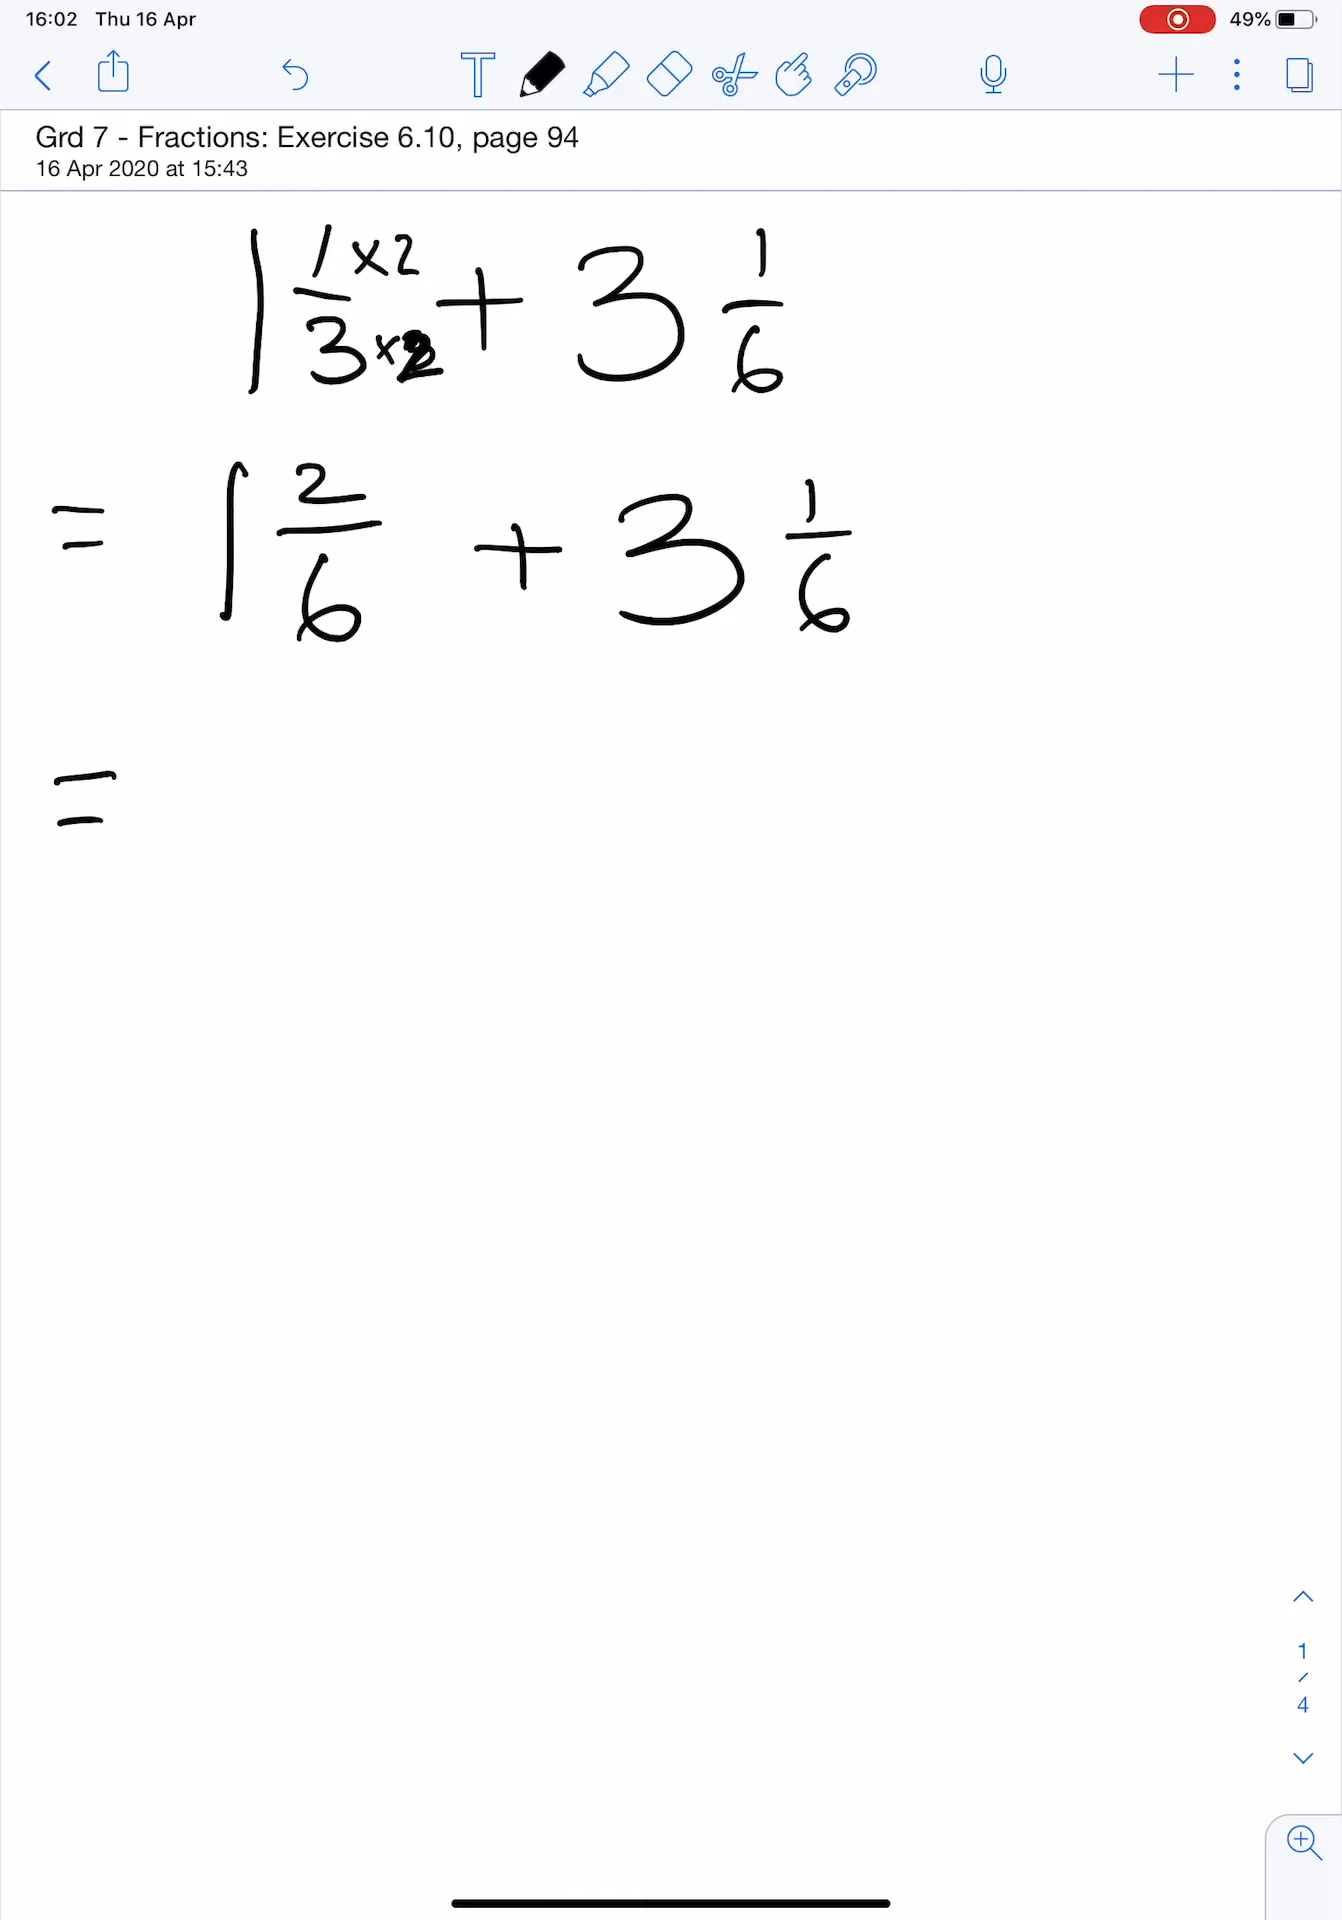 16:02 Thu 16 Apr 49%
T
Grd 7 - Fractions: Exercise 6.10, page 94
16 Apr 2020 at 15:43
1 1×2/3×2 + 3 1/6
= 1 2/6 + 3 1/6
=
1
/
4